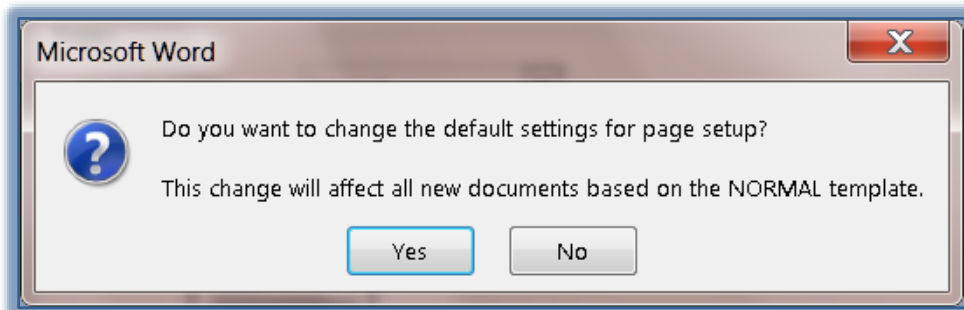 Microsoft Word
Do you want to change the default settings for page setup?
This change will affect all new documents based on the NORMAL template.
Yes
No